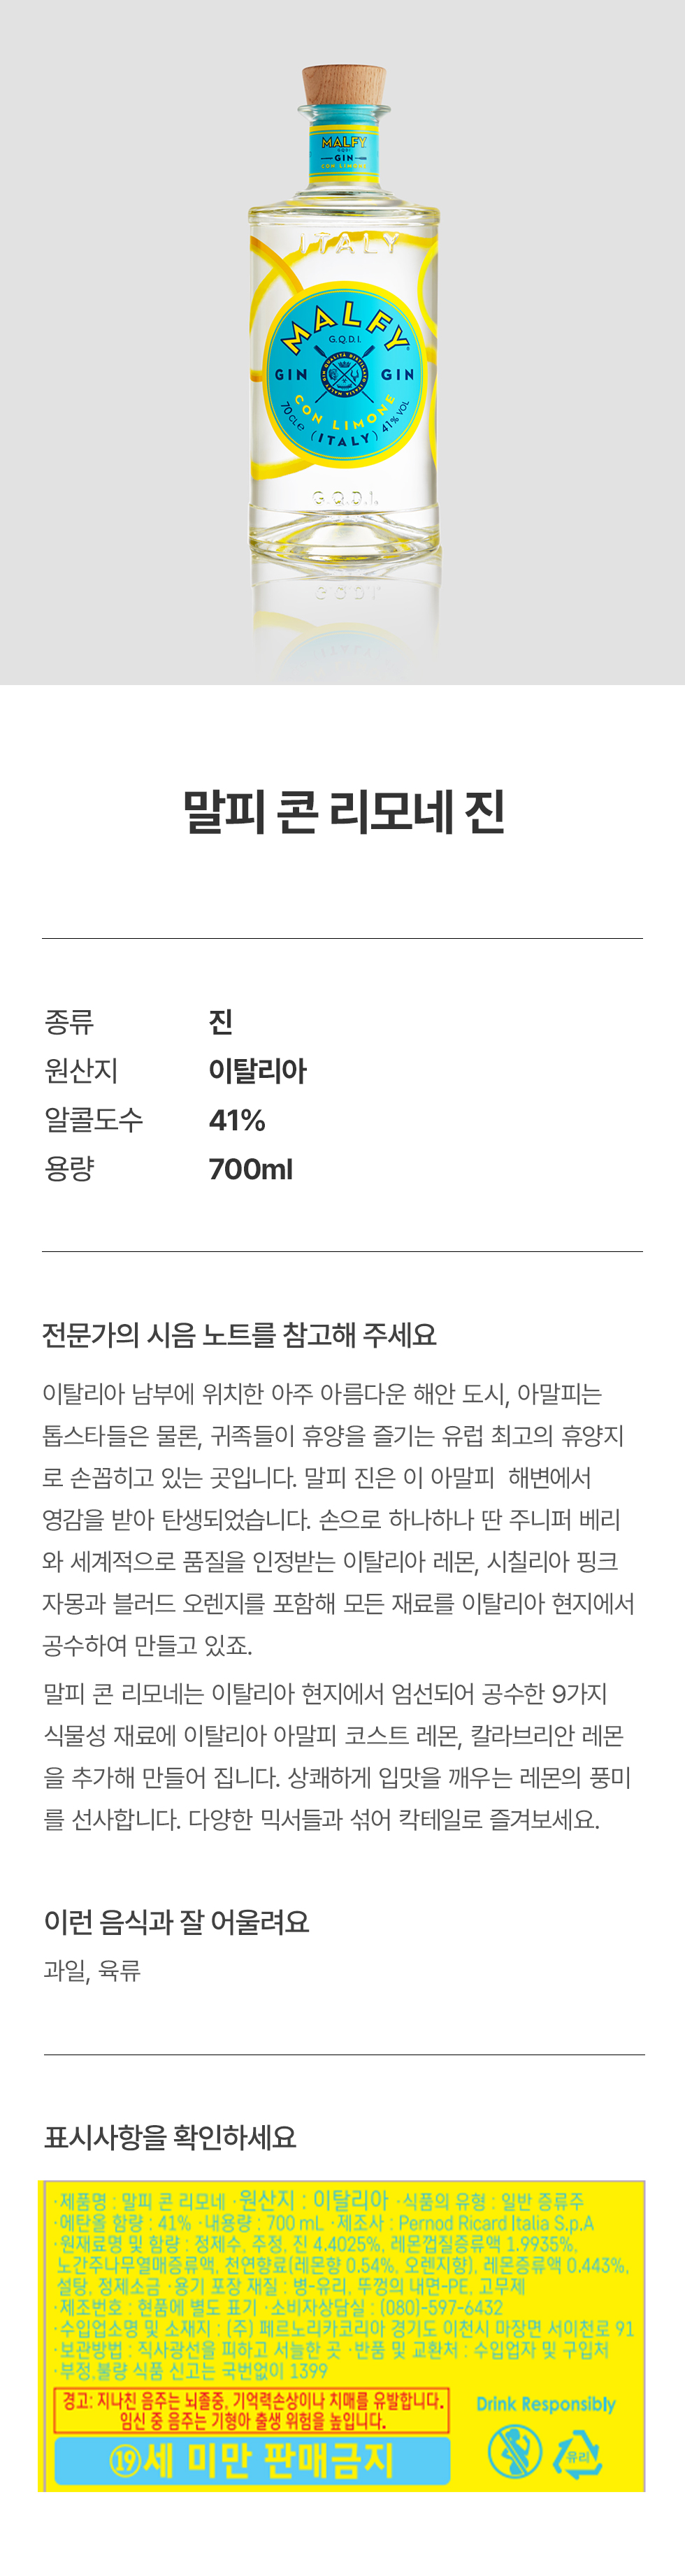 MALFY
G.Q.D.I.
GIN
CON LIMONE
ITALY
MALFY
G.Q.D.I.
GIN GIN
CON LIMONE
70CLe (ITALY) 41% VOL
G.Q.D.I.
말피 콘 리모네 진
종류 진
원산지 이탈리아
알콜도수 41%
용량 700ml
전문가의 시음 노트를 참고해 주세요
이탈리아 남부에 위치한 아주 아름다운 해안 도시, 아말피는
톱스타들은 물론, 귀족들이 휴양을 즐기는 유럽 최고의 휴양지
로 손꼽히고 있는 곳입니다. 말피 진은 이 아말피 해변에서
영감을 받아 탄생되었습니다. 손으로 하나하나 딴 주니퍼 베리
와 세계적으로 품질을 인정받는 이탈리아 레몬, 시칠리아 핑크
자몽과 블러드 오렌지를 포함해 모든 재료를 이탈리아 현지에서
공수하여 만들고 있죠.
말피 콘 리모네는 이탈리아 현지에서 엄선되어 공수한 9가지
식물성 재료에 이탈리아 아말피 코스트 레몬, 칼라브리안 레몬
을 추가해 만들어 집니다. 상쾌하게 입맛을 깨우는 레몬의 풍미
를 선사합니다. 다양한 믹서들과 섞어 칵테일로 즐겨보세요.
이런 음식과 잘 어울려요
과일, 육류
표시사항을 확인하세요
·제품명 : 말피 콘 리모네 ·원산지 : 이탈리아 ·식품의 유형 : 일반 증류주
·에탄올 함량 : 41% ·내용량 : 700 mL ·제조사 : Pernod Ricard Italia S.p.A
·원재료명 및 함량 : 정제수, 주정, 진 4.4025%, 레몬껍질증류액 1.9935%,
노간주나무열매증류액, 천연향료(레몬향 0.54%, 오렌지향), 레몬증류액 0.443%,
설탕, 정제소금 ·용기 포장 재질 : 병-유리, 뚜껑의 내면-PE, 고무제
·제조번호 : 현품에 별도 표기 ·소비자상담실 : (080)-597-6432
·수입업소명 및 소재지 : (주) 페르노리카코리아 경기도 이천시 마장면 서이천로 91
·보관방법 : 직사광선을 피하고 서늘한 곳 ·반품 및 교환처 : 수입업자 및 구입처
·부정,불량 식품 신고는 국번없이 1399
경고: 지나친 음주는 뇌졸중, 기억력손상이나 치매를 유발합니다.
임신 중 음주는 기형아 출생 위험을 높입니다.
Drink Responsibly
⑲세 미만 판매금지
유리